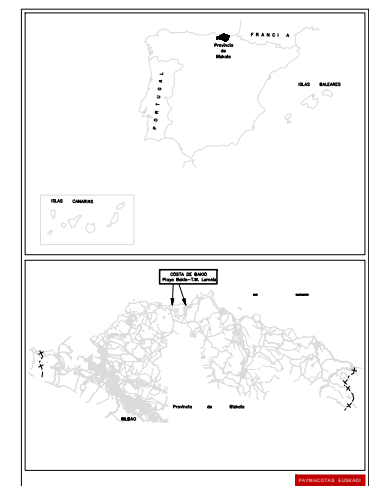 FRANCIA
Provincia
de
Bizkaia
PORTUGAL
ISLAS BALEARES
ISLAS CANARIAS
COSTA DE BAKIO
Playa Bakio-T.M. Lemoiz
Provincia de Bizkaia
BILBAO
PAYMACOTAS EUSKADI